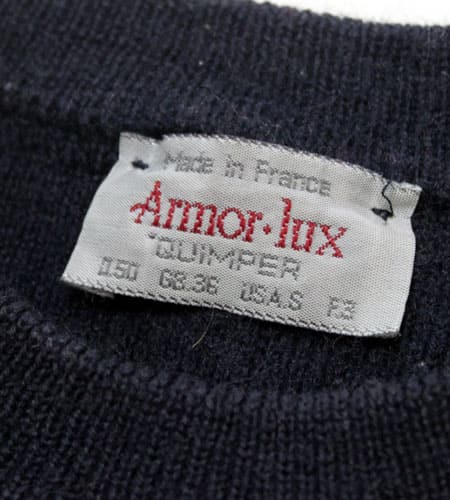 Made in France
Armor·lux
QUIMPER
D.50 GB.36 USA.S F.3